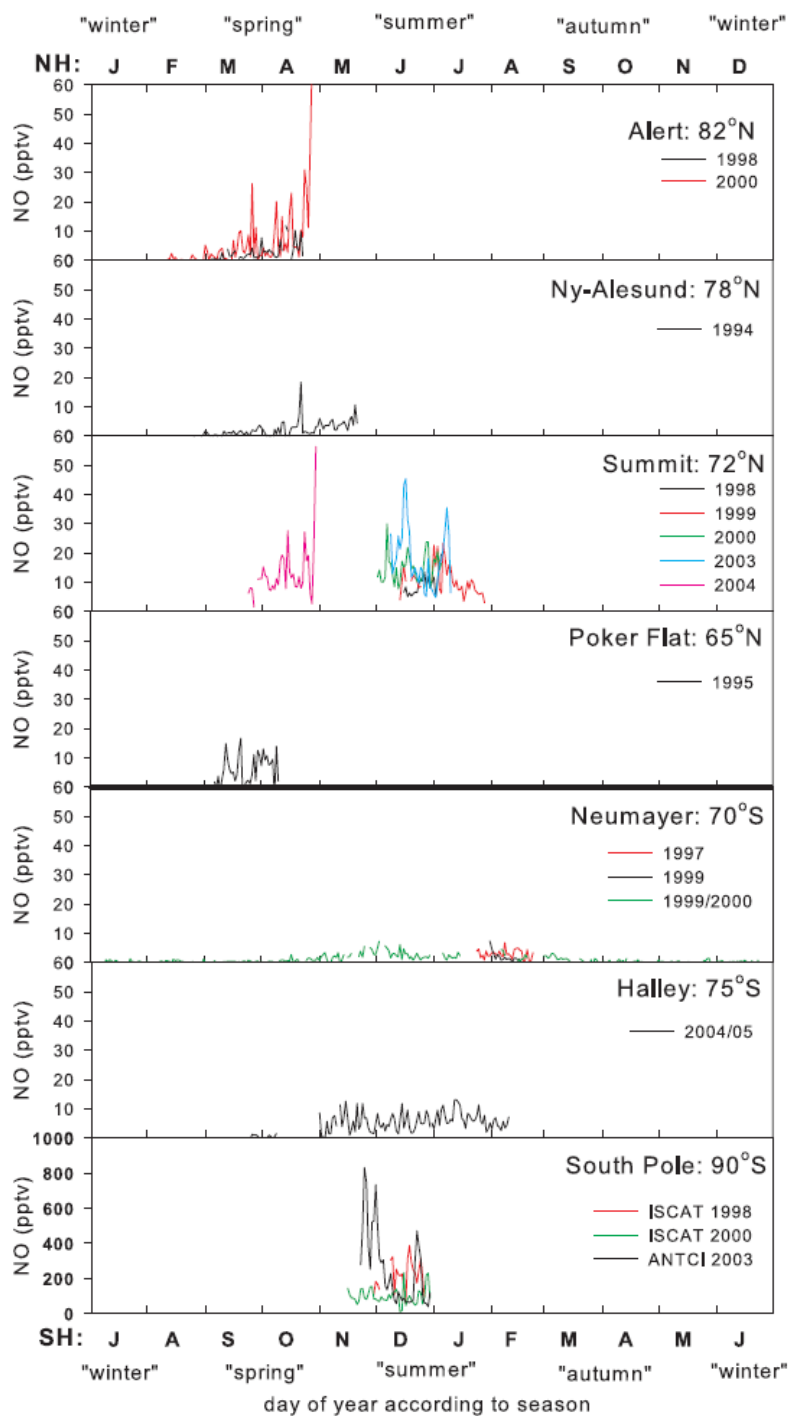 "winter" "spring" "summer" "autumn" "winter"
NH: J F M A M J J A S O N D
60
50
40
30
20
10
NO (pptv)
Alert: 82°N
1998
2000
60
50
40
30
20
10
NO (pptv)
Ny-Alesund: 78°N
1994
60
50
40
30
20
10
NO (pptv)
Summit: 72°N
1998
1999
2000
2003
2004
60
50
40
30
20
10
NO (pptv)
Poker Flat: 65°N
1995
60
50
40
30
20
10
NO (pptv)
Neumayer: 70°S
1997
1999
1999/2000
60
50
40
30
20
10
NO (pptv)
Halley: 75°S
2004/05
1000
800
600
400
200
0
NO (pptv)
South Pole: 90°S
ISCAT 1998
ISCAT 2000
ANTCI 2003
SH: J A S O N D J F M A M J
"winter" "spring" "summer" "autumn" "winter"
day of year according to season